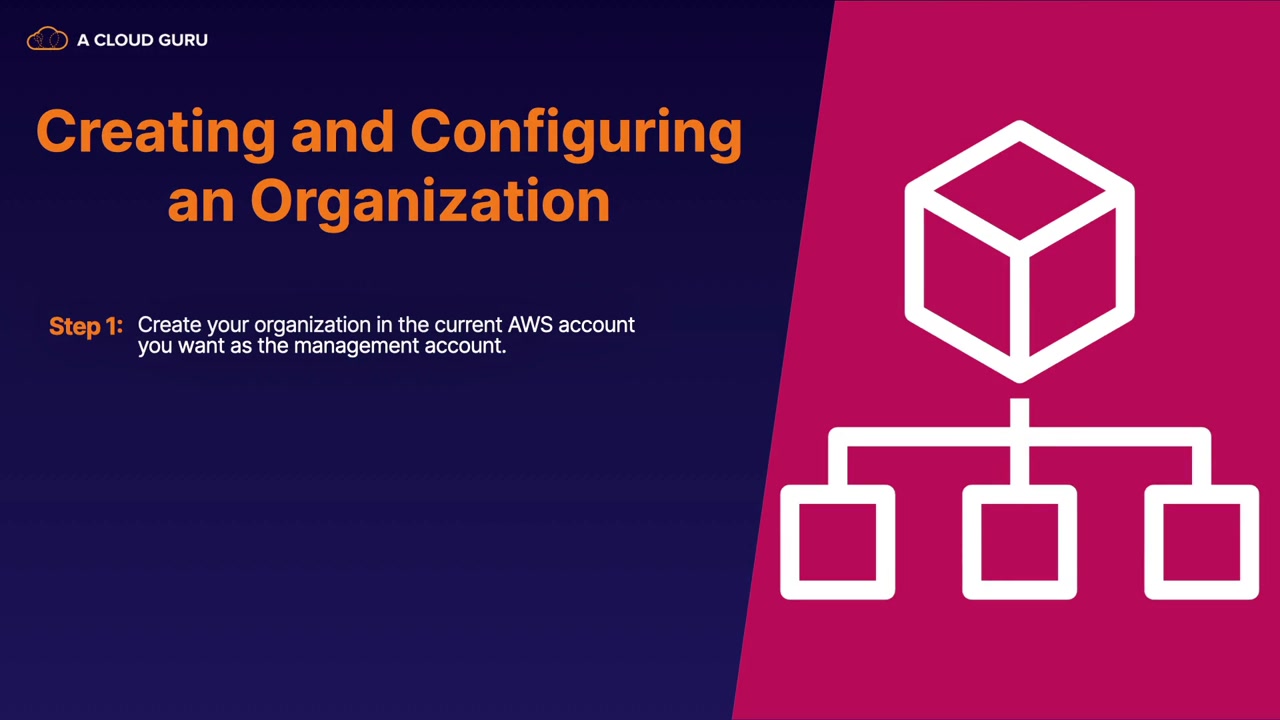 A CLOUD GURU
Creating and Configuring
an Organization
Step 1: Create your organization in the current AWS account
you want as the management account.